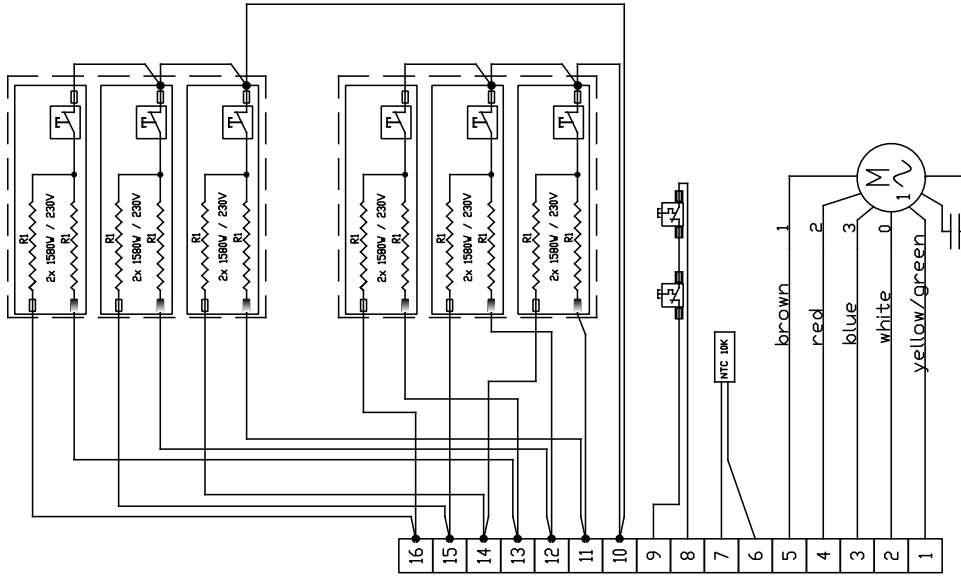 R1
R1
2x 1580W / 230V
R1
R1
2x 1580W / 230V
R1
R1
2x 1580W / 230V
R1
R1
2x 1580W / 230V
R1
R1
2x 1580W / 230V
R1
R1
2x 1580W / 230V
M
1
1
2
3
0
brown
red
blue
white
yellow/green
NTC 10K
16
15
14
13
12
11
10
9
8
7
6
5
4
3
2
1